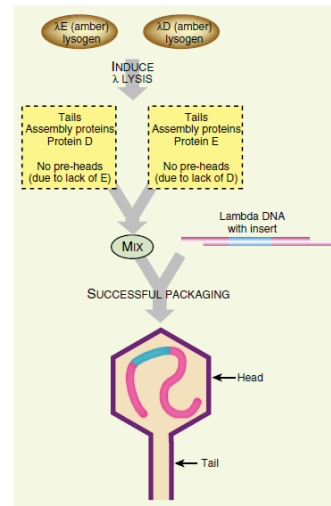 λE (amber)
lysogen
λD (amber)
lysogen
INDUCE
λ LYSIS
Tails
Assembly proteins
Protein D
No pre-heads
(due to lack of E)
Tails
Assembly proteins
Protein E
No pre-heads
(due to lack of D)
Lambda DNA
with insert
MIX
SUCCESSFUL PACKAGING
Head
Tail